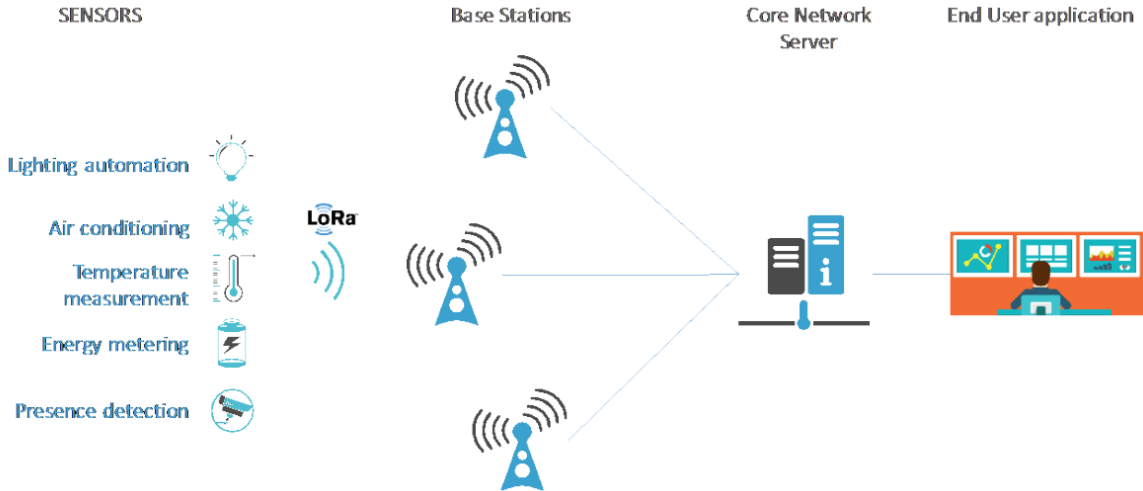 SENSORS
Base Stations
Core Network
Server
End User application
Lighting automation
Air conditioning
Temperature
measurement
Energy metering
Presence detection
LoRa
i